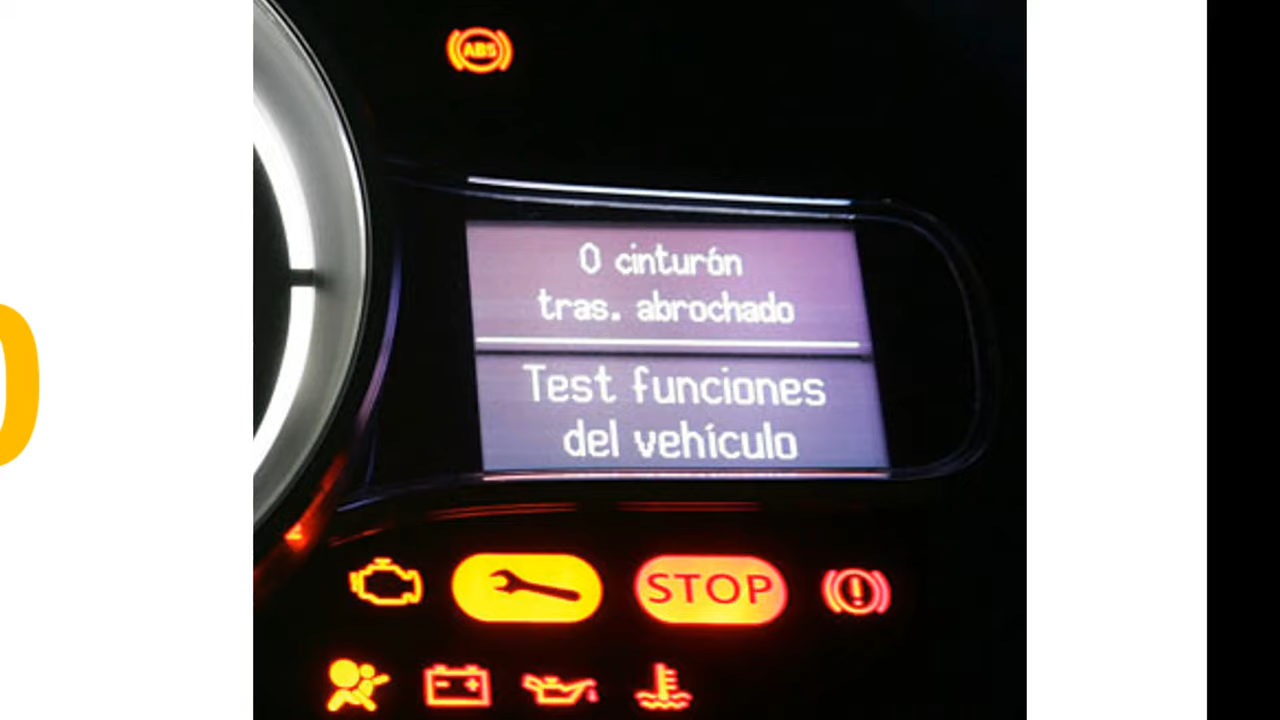 ABS
0 cinturón
tras. abrochado
Test funciones
del vehículo
STOP